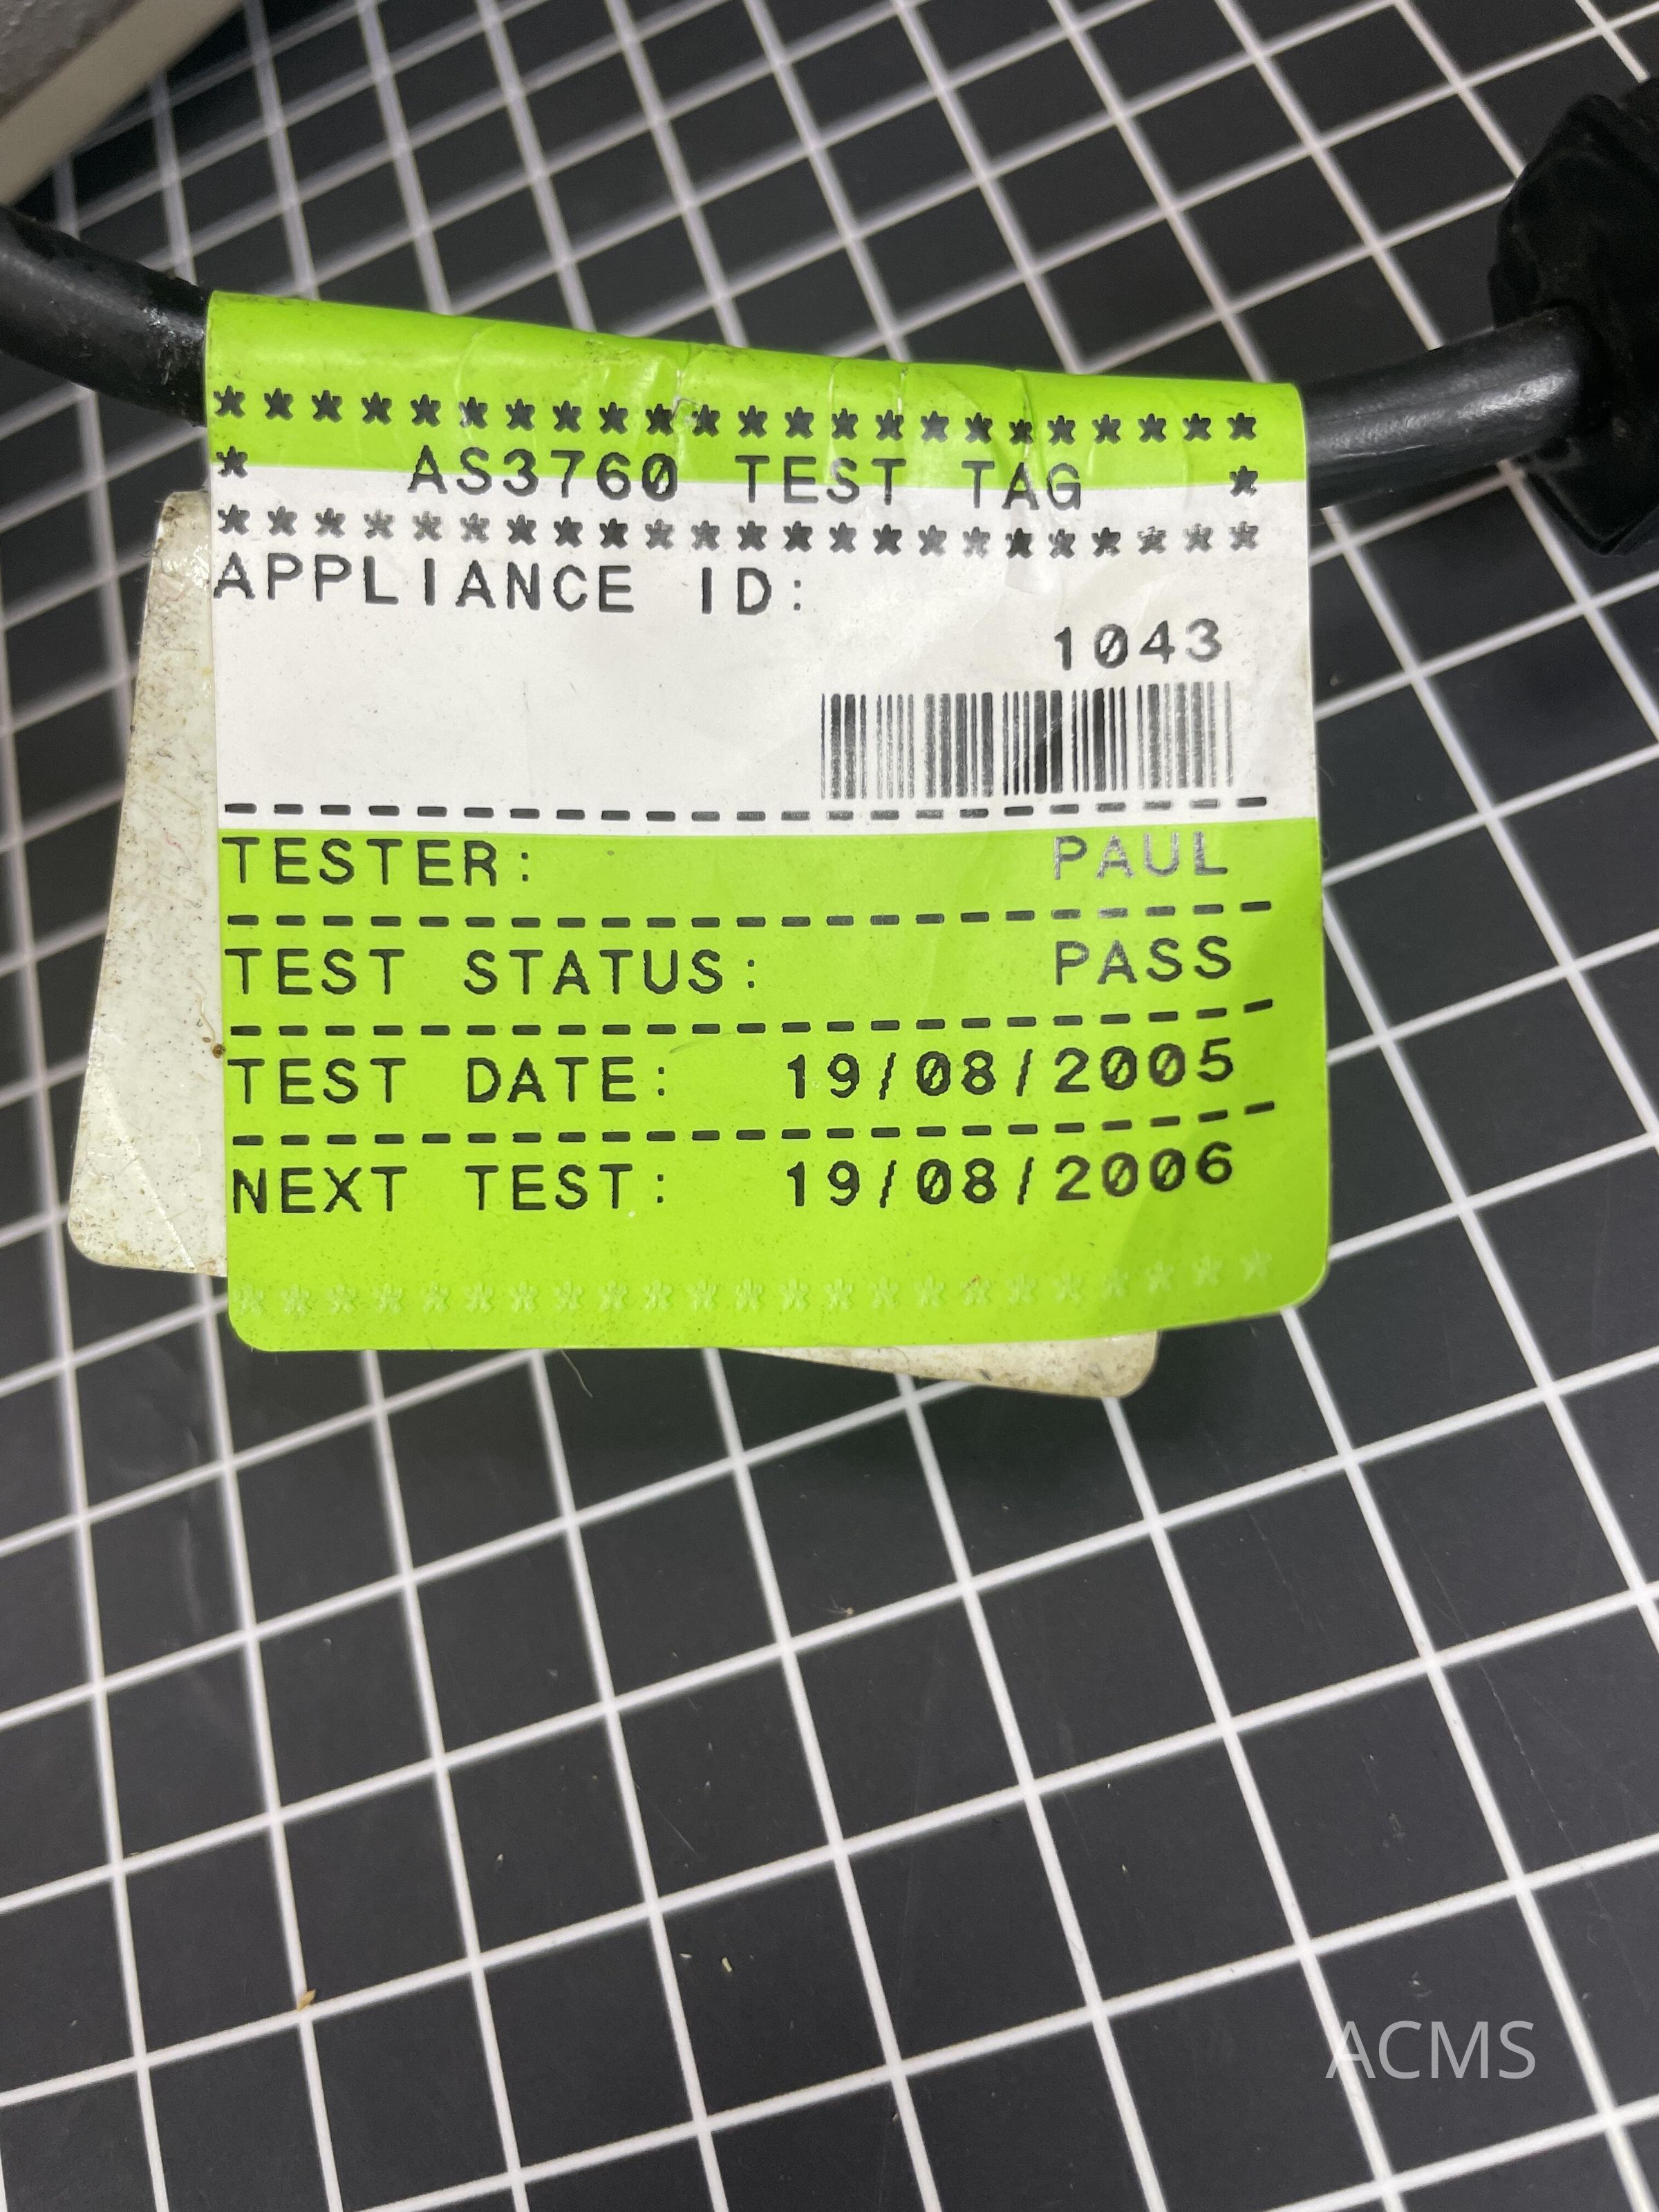 ***********************
* AS3760 TEST TAG *
***********************
APPLIANCE ID:
1043
-----------------------
TESTER: PAUL
-----------------------
TEST STATUS: PASS
-----------------------
TEST DATE: 19/08/2005
-----------------------
NEXT TEST: 19/08/2006
***********************
ACMS